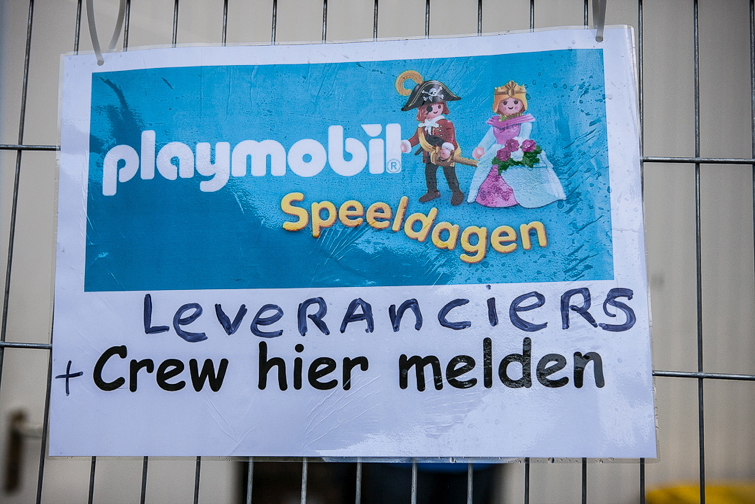 playmobil®
Speeldagen
LEVERANCIERS
+ Crew hier melden